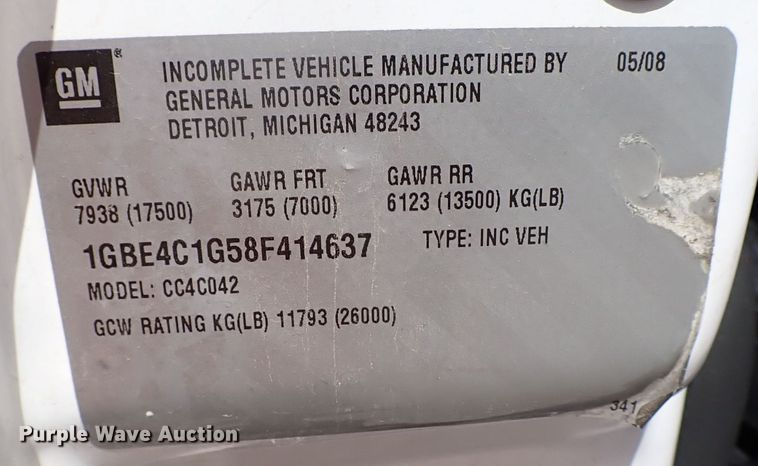 GM®
INCOMPLETE VEHICLE MANUFACTURED BY 05/08
GENERAL MOTORS CORPORATION
DETROIT, MICHIGAN 48243
GVWR GAWR FRT GAWR RR
7938 (17500) 3175 (7000) 6123 (13500) KG(LB)
1GBE4C1G58F414637 TYPE: INC VEH
MODEL: CC4C042
GCW RATING KG(LB) 11793 (26000)
341
Purple Wave Auction